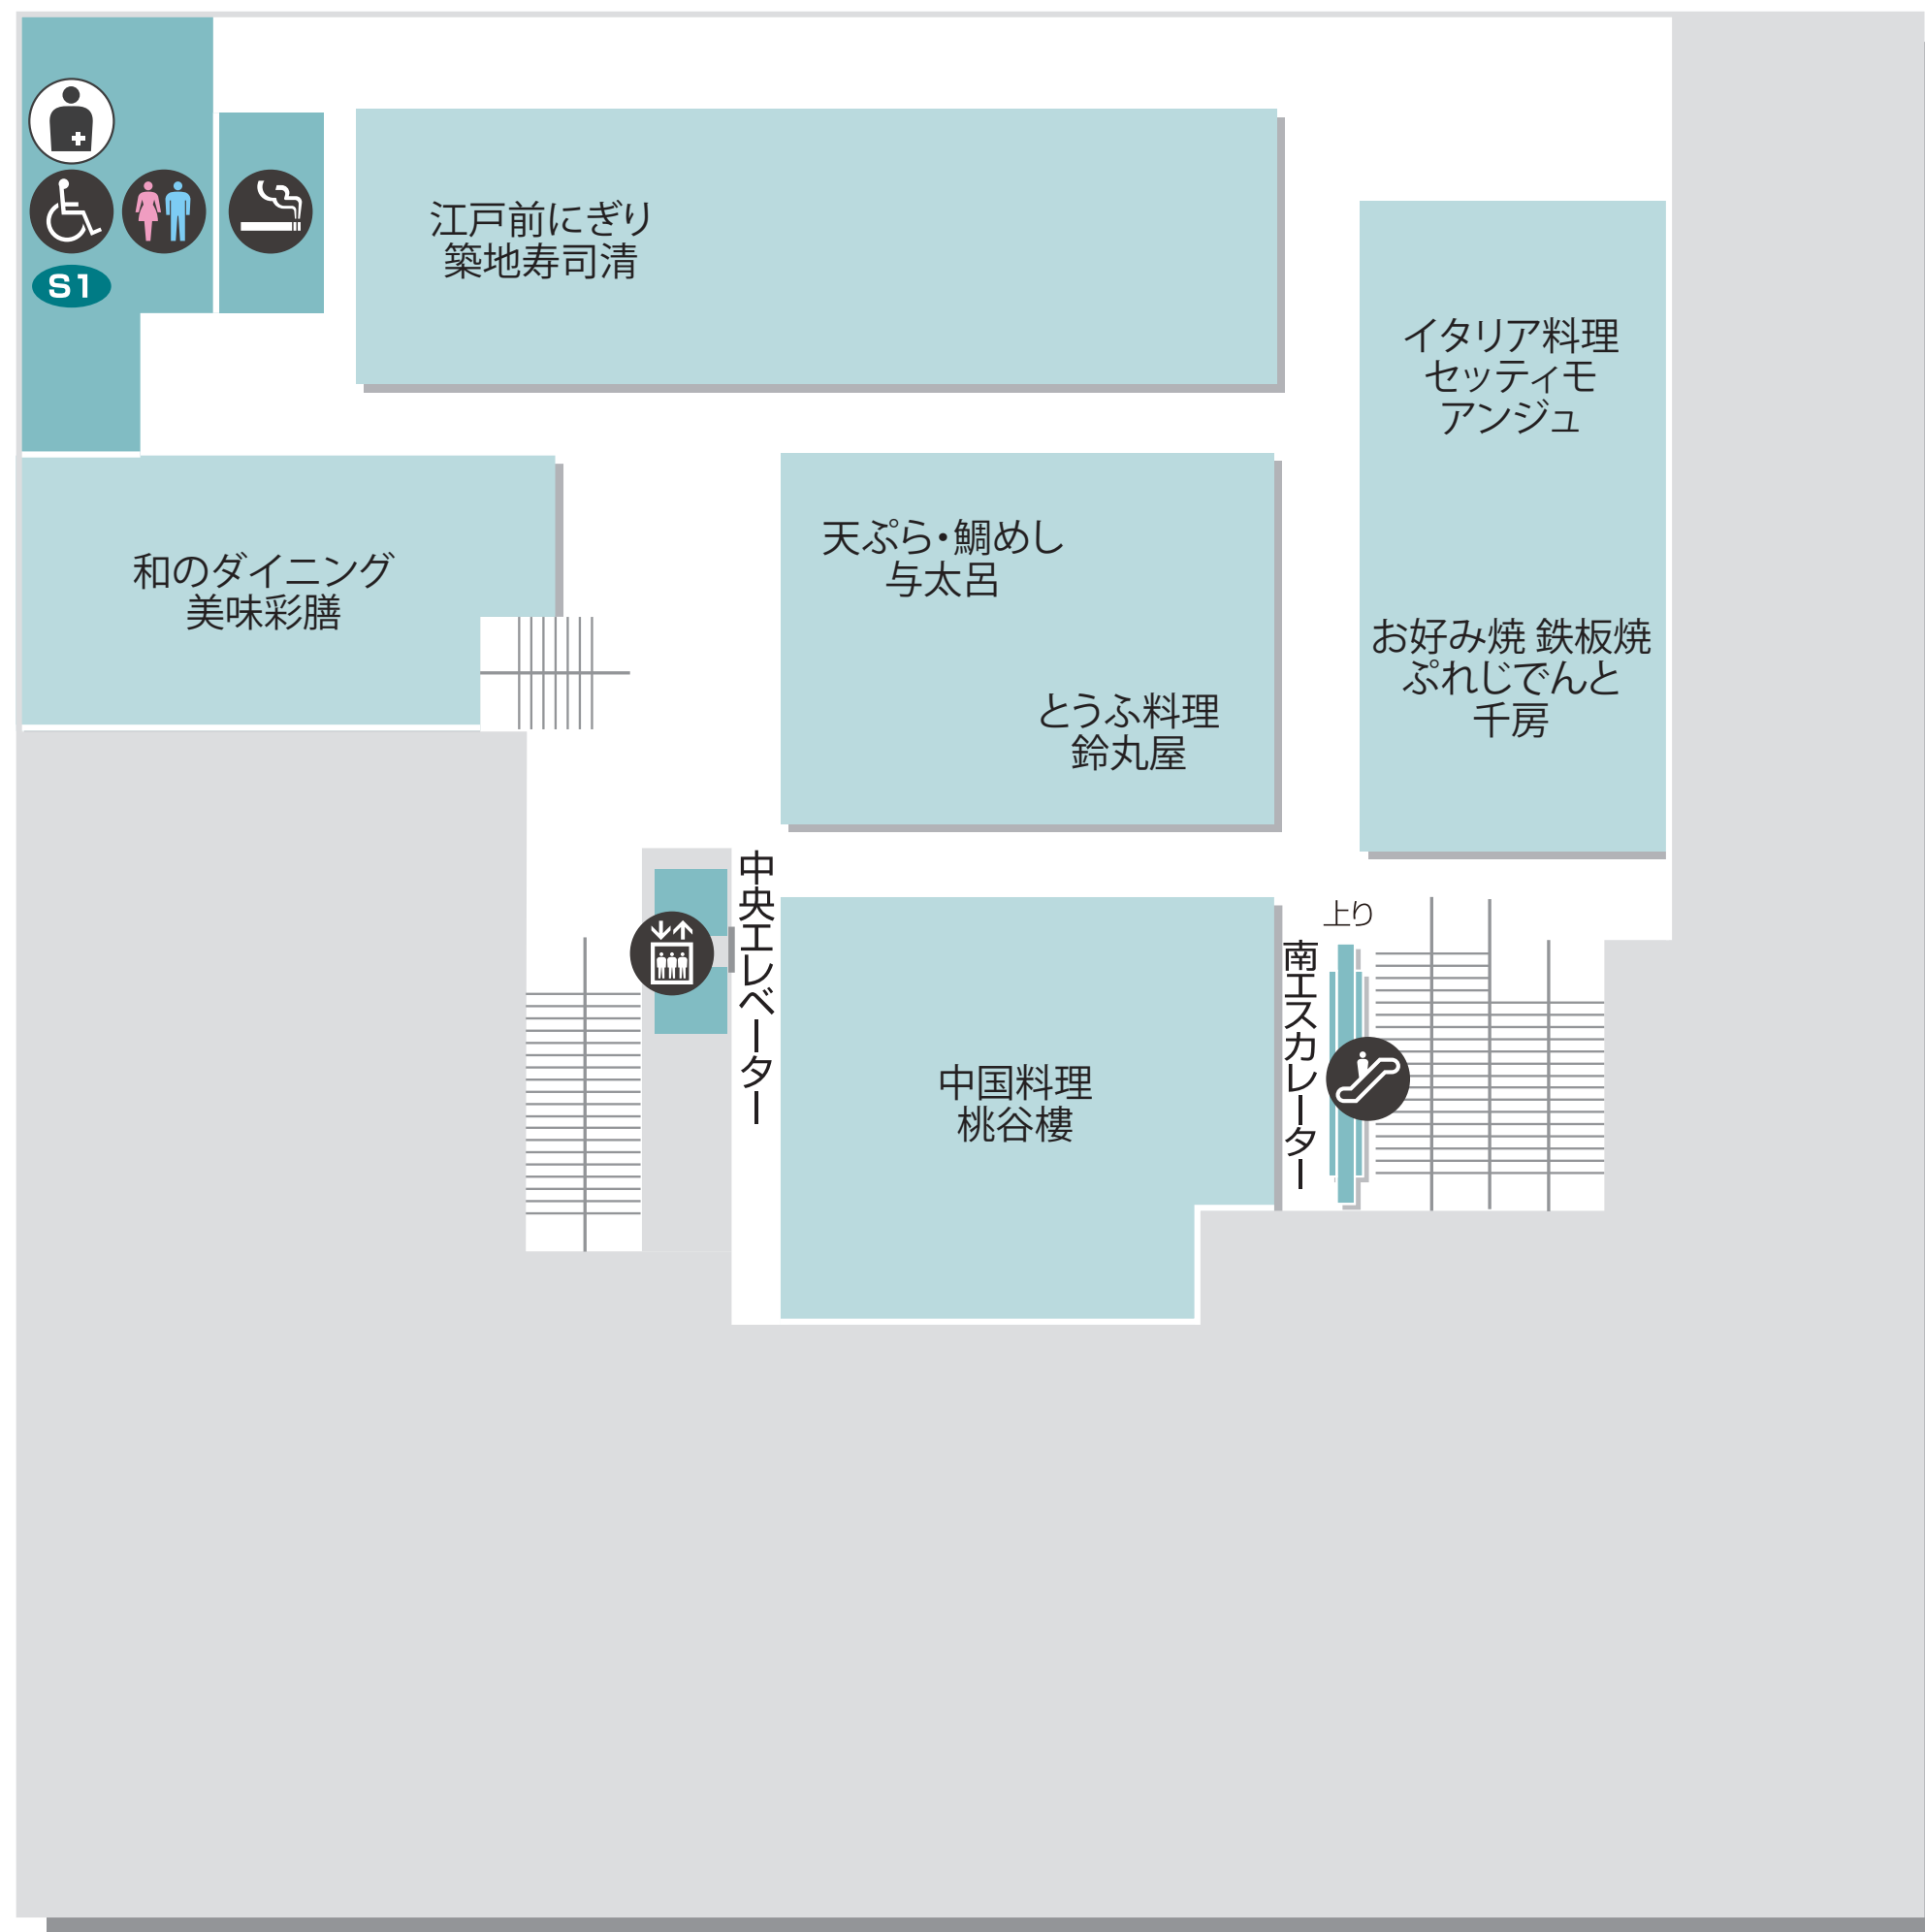 S1
江戸前にぎり
築地寿司清
イタリア料理
セッティモ
アンジュ
和のダイニング
美味彩膳
天ぷら・鯛めし
与太呂
とうふ料理
鈴丸屋
お好み焼 鉄板焼
ぷれじでんと
千房
中央エレベーター
上り
南エスカレーター
中国料理
桃谷樓